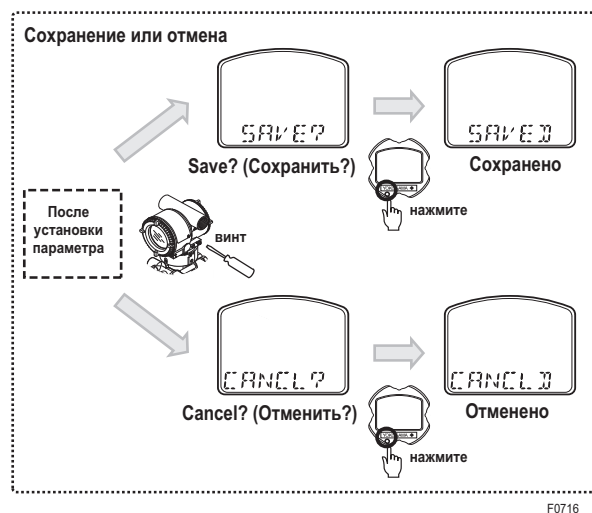 Сохранение или отмена
SAVE?
SAVED
Save? (Сохранить?)
Сохранено
нажмите
После
установки
параметра
винт
CANCL?
CANCLD
Cancel? (Отменить?)
Отменено
нажмите
F0716